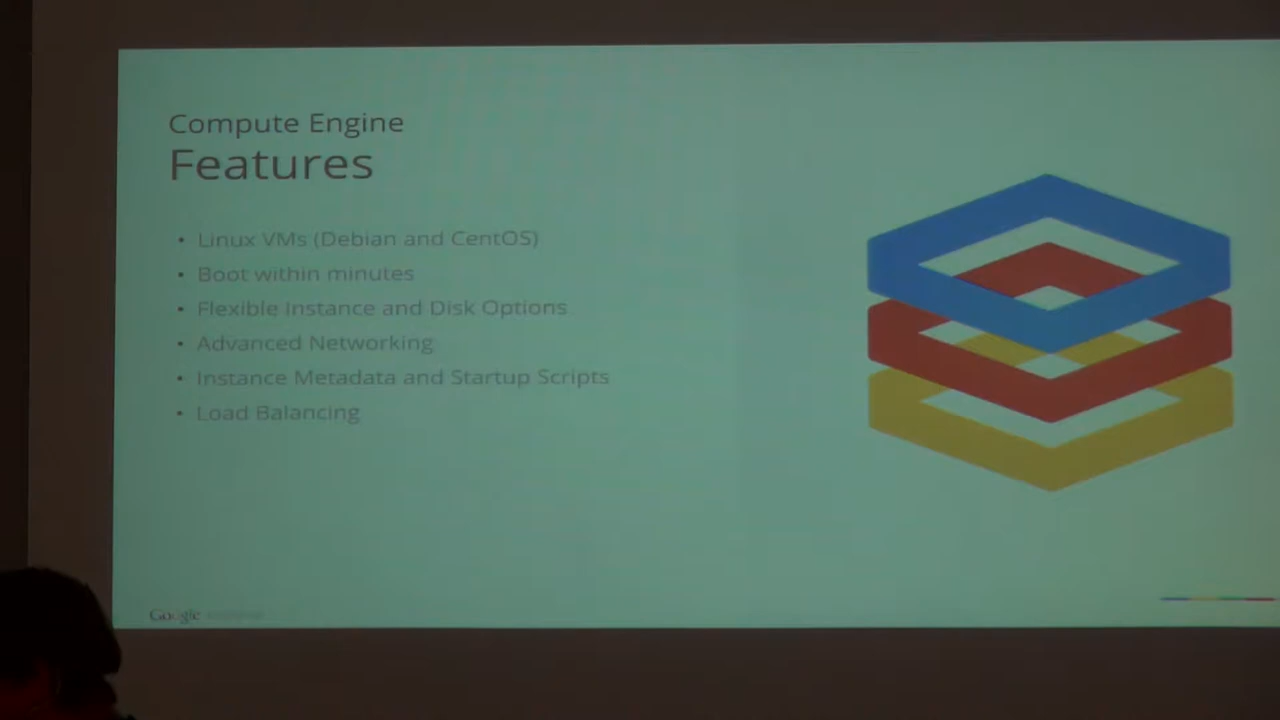 Compute Engine
Features
• Linux VMs (Debian and CentOS)
• Boot within minutes
• Flexible Instance and Disk Options
• Advanced Networking
• Instance Metadata and Startup Scripts
• Load Balancing
Google